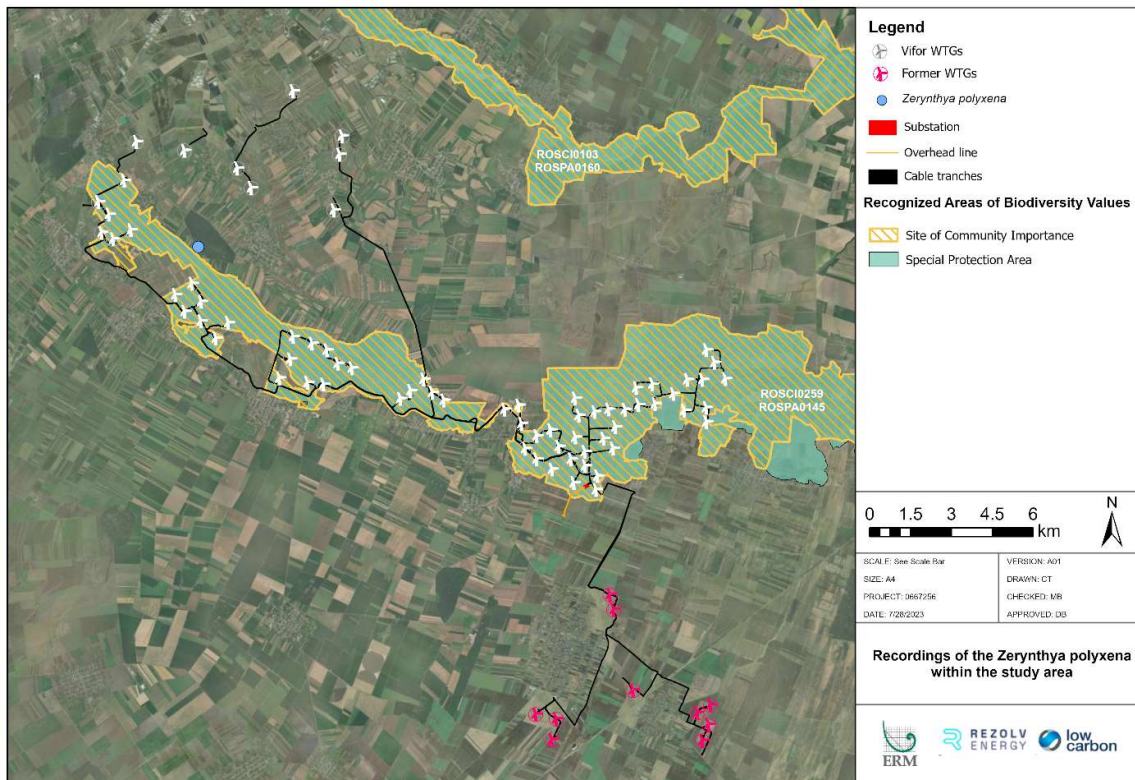 ROSCI0103
ROSPA0160
ROSCI0259
ROSPA0145
Legend
Vifor WTGs
Former WTGs
Zerynthya polyxena
Substation
Overhead line
Cable tranches
Recognized Areas of Biodiversity Values
Site of Community Importance
Special Protection Area
0 1.5 3 4.5 6
km
N
SCALE: See Scale Bar
VERSION: A01
SIZE: A4
DRAWN: CT
PROJECT: 0667256
CHECKED: MB
DATE: 7/28/2023
APPROVED: DB
Recordings of the Zerynthya polyxena
within the study area
ERM
REZOLV
ENERGY
low
carbon